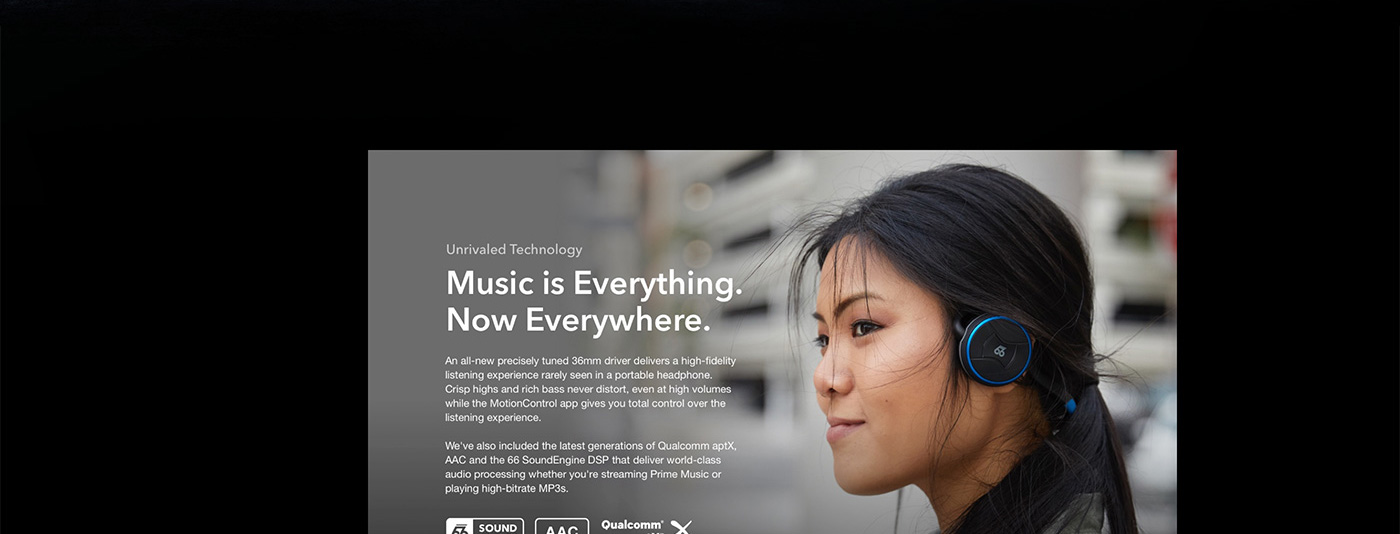 Unrivaled Technology
Music is Everything.
Now Everywhere.
An all-new precisely tuned 36mm driver delivers a high-fidelity
listening experience rarely seen in a portable headphone.
Crisp highs and rich bass never distort, even at high volumes
while the MotionControl app gives you total control over the
listening experience.
We've also included the latest generations of Qualcomm aptX,
AAC and the 66 SoundEngine DSP that deliver world-class
audio processing whether you're streaming Prime Music or
playing high-bitrate MP3s.
66 SOUND AAC Qualcomm®